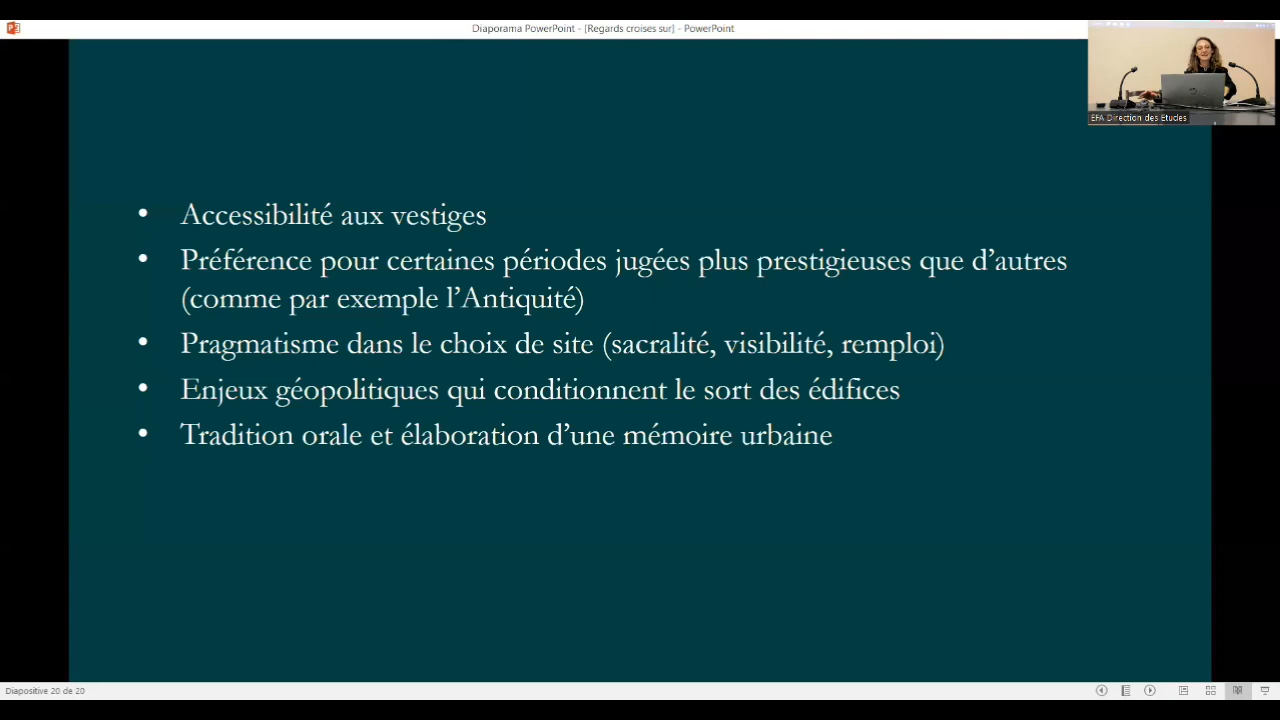 Diaporama PowerPoint - [Regards croises sur] - PowerPoint
EFA Direction des Etudes
• Accessibilité aux vestiges
• Préférence pour certaines périodes jugées plus prestigieuses que d’autres
(comme par exemple l’Antiquité)
• Pragmatisme dans le choix de site (sacralité, visibilité, remploi)
• Enjeux géopolitiques qui conditionnent le sort des édifices
• Tradition orale et élaboration d’une mémoire urbaine
Diapositive 20 de 20